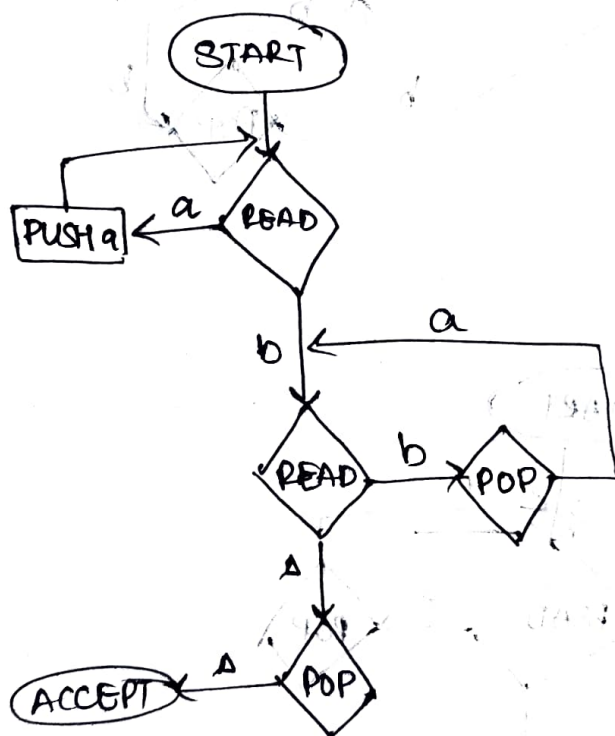 START
a READ
PUSH a
a
b
READ b POP
Δ
Δ POP
ACCEPT